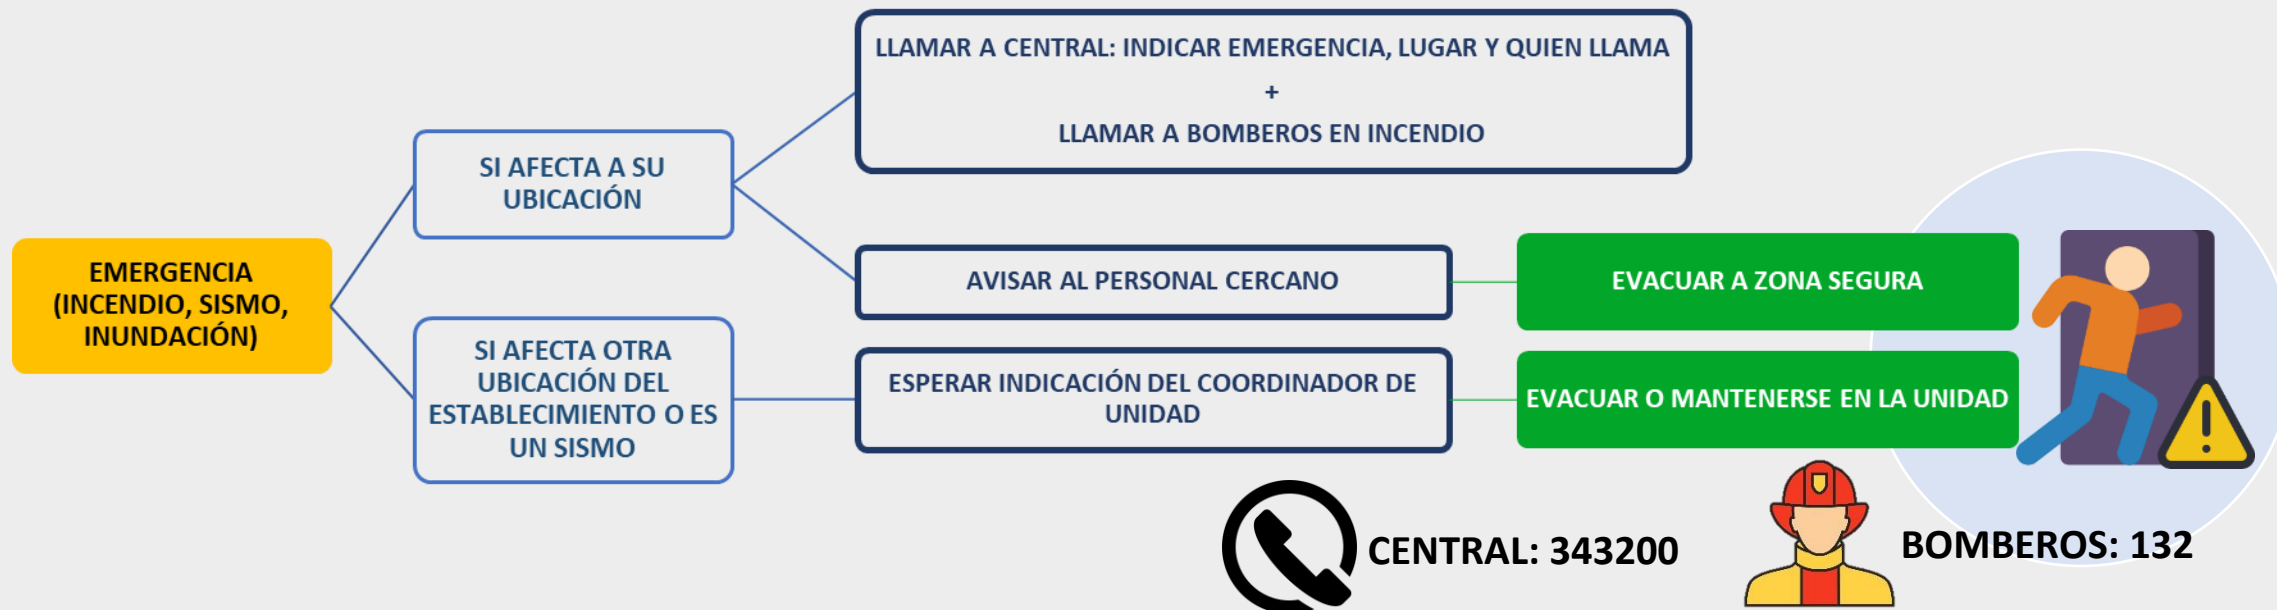 LLAMAR A CENTRAL: INDICAR EMERGENCIA, LUGAR Y QUIEN LLAMA
+
LLAMAR A BOMBEROS EN INCENDIO
SI AFECTA A SU
UBICACIÓN
EMERGENCIA
(INCENDIO, SISMO,
INUNDACIÓN)
AVISAR AL PERSONAL CERCANO
EVACUAR A ZONA SEGURA
SI AFECTA OTRA
UBICACIÓN DEL
ESTABLECIMIENTO O ES
UN SISMO
ESPERAR INDICACIÓN DEL COORDINADOR DE
UNIDAD
EVACUAR O MANTENERSE EN LA UNIDAD
CENTRAL: 343200
BOMBEROS: 132